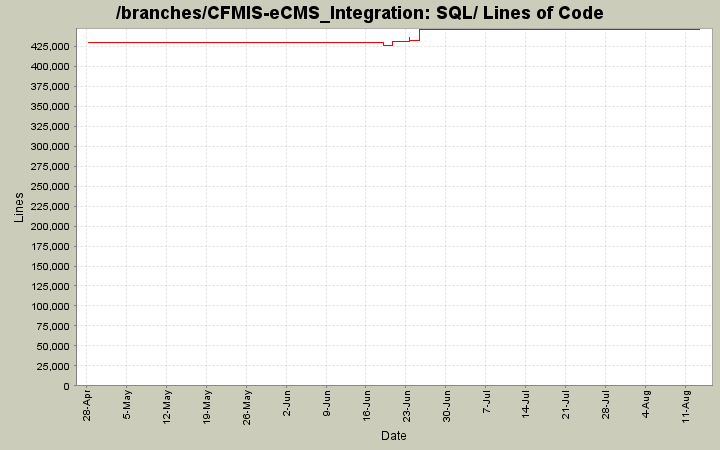 /branches/CFMIS-eCMS_Integration: SQL/ Lines of Code
Lines
425,000
400,000
375,000
350,000
325,000
300,000
275,000
250,000
225,000
200,000
175,000
150,000
125,000
100,000
75,000
50,000
25,000
0
28-Apr
5-May
12-May
19-May
26-May
2-Jun
9-Jun
16-Jun
23-Jun
30-Jun
7-Jul
14-Jul
21-Jul
28-Jul
4-Aug
11-Aug
Date